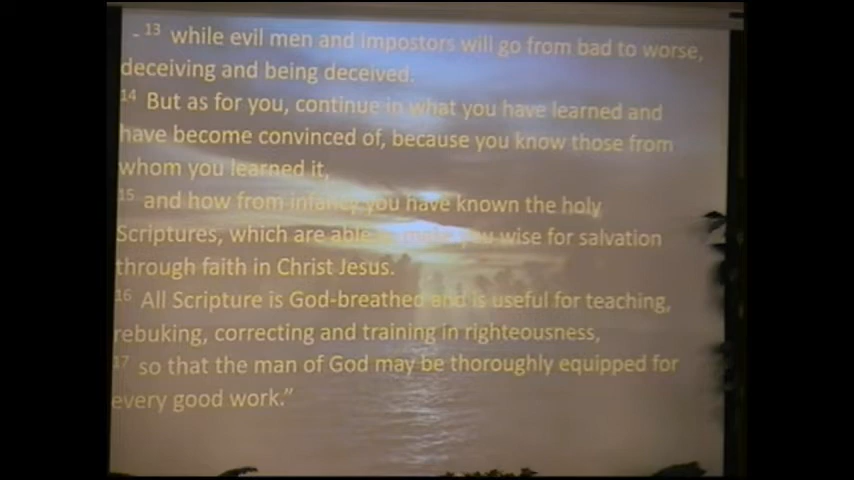 - 13 while evil men and impostors will go from bad to worse,
deceiving and being deceived.
14 But as for you, continue in what you have learned and
have become convinced of, because you know those from
whom you learned it,
15 and how from infancy you have known the holy
Scriptures, which are able to make you wise for salvation
through faith in Christ Jesus.
16 All Scripture is God-breathed and is useful for teaching,
rebuking, correcting and training in righteousness,
17 so that the man of God may be thoroughly equipped for
every good work.”